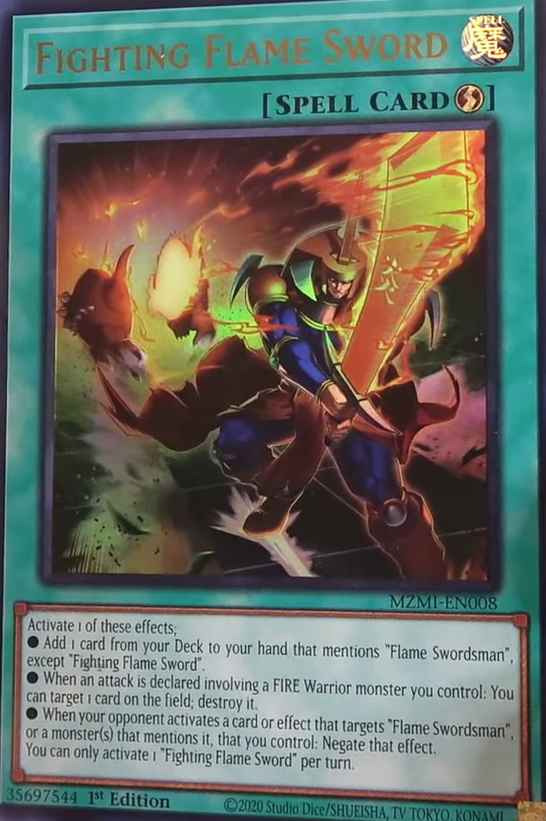 FIGHTING FLAME SWORD
SPELL
魔
[SPELL CARD]
炎
MZMI-EN008
Activate 1 of these effects;
● Add 1 card from your Deck to your hand that mentions "Flame Swordsman",
except "Fighting Flame Sword".
● When an attack is declared involving a FIRE Warrior monster you control: You
can target 1 card on the field; destroy it.
● When your opponent activates a card or effect that targets "Flame Swordsman",
or a monster(s) that mentions it, that you control: Negate that effect.
You can only activate 1 "Fighting Flame Sword" per turn.
35697544 1st Edition
©2020 Studio Dice/SHUEISHA, TV TOKYO, KONAMI